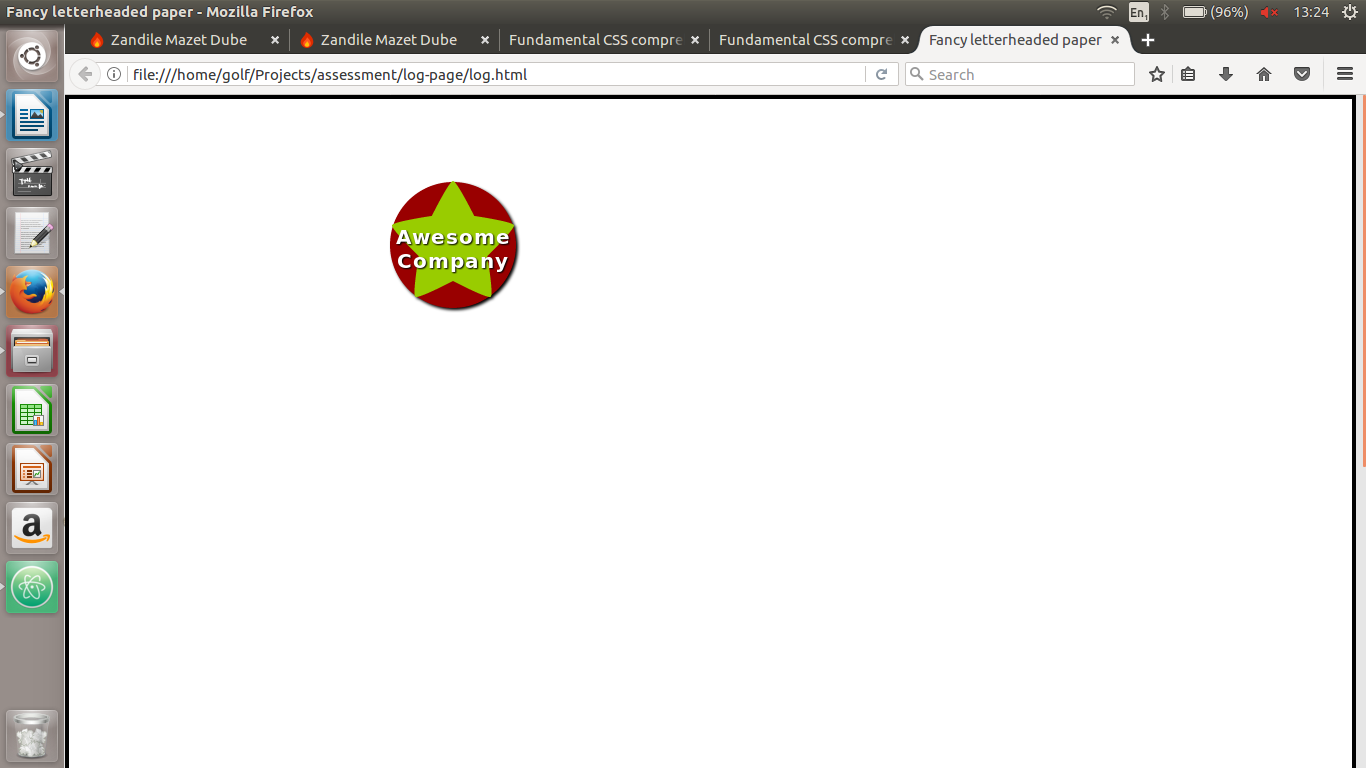 Fancy letterheaded paper - Mozilla Firefox
En1 (96%) 13:24
Zandile Mazet Dube
Zandile Mazet Dube
Fundamental CSS compre
Fundamental CSS compre
Fancy letterheaded paper
file:///home/golf/Projects/assessment/log-page/log.html
Search
Awesome
Company